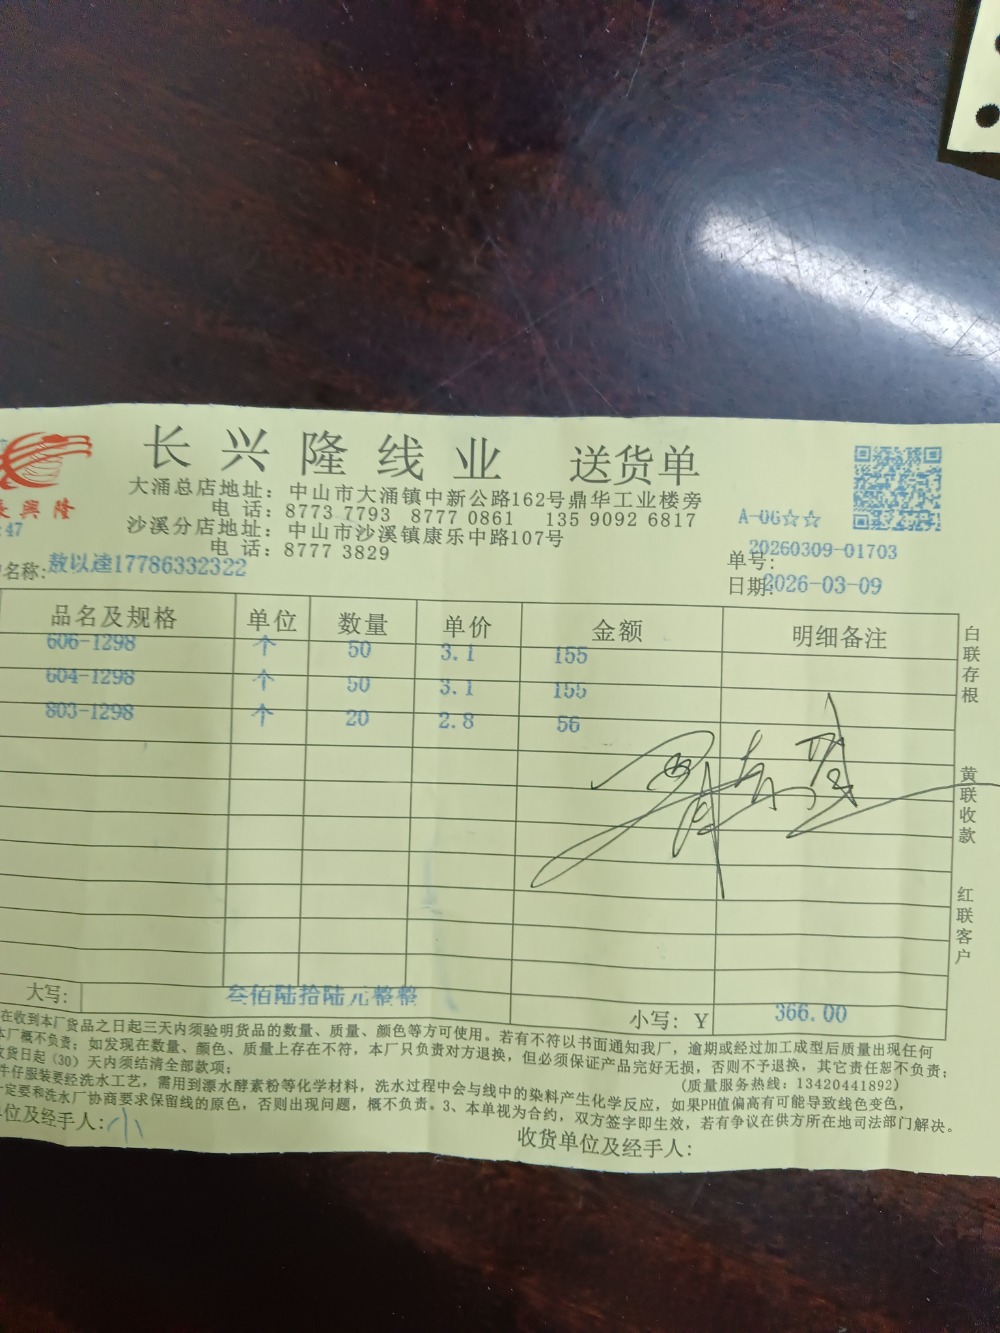 长兴隆线业 送货单
興隆
大涌总店地址：中山市大涌镇中新公路162号鼎华工业楼旁
电 话：8773 7793 8777 0861 135 9092 6817
沙溪分店地址：中山市沙溪镇康乐中路107号
电 话：8777 3829
:47
A-06☆☆
名称:敖以逵17786332322
单号:20260309-01703
日期:2026-03-09
品名及规格 单位 数量 单价 金额 明细备注
606-1298 个 50 3.1 155
604-1298 个 50 3.1 155
803-1298 个 20 2.8 56
白联存根
黄联收款
红联客户
大写: 叁佰陆拾陆元整整
小写: Y 366.00
在收到本厂货品之日起三天内须验明货品的数量、质量、颜色等方可使用。若有不符以书面通知我厂，逾期或经过加工成型后质量出现任何
本厂概不负责；如发现在数量、颜色、质量上存在不符，本厂只负责对方退换，但必须保证产品完好无损，否则不予退换，其它责任恕不负责；
收货日起（30）天内须结清全部款项；
(质量服务热线：13420441892)
牛仔服装要经洗水工艺，需用到漂水酵素粉等化学材料，洗水过程中会与线中的染料产生化学反应，如果PH值偏高有可能导致线色变色，
一定要和洗水厂协商要求保留线的原色，否则出现问题，概不负责。3、本单视为合约，双方签字即生效，若有争议在供方所在地司法部门解决。
单位及经手人:小
收货单位及经手人: